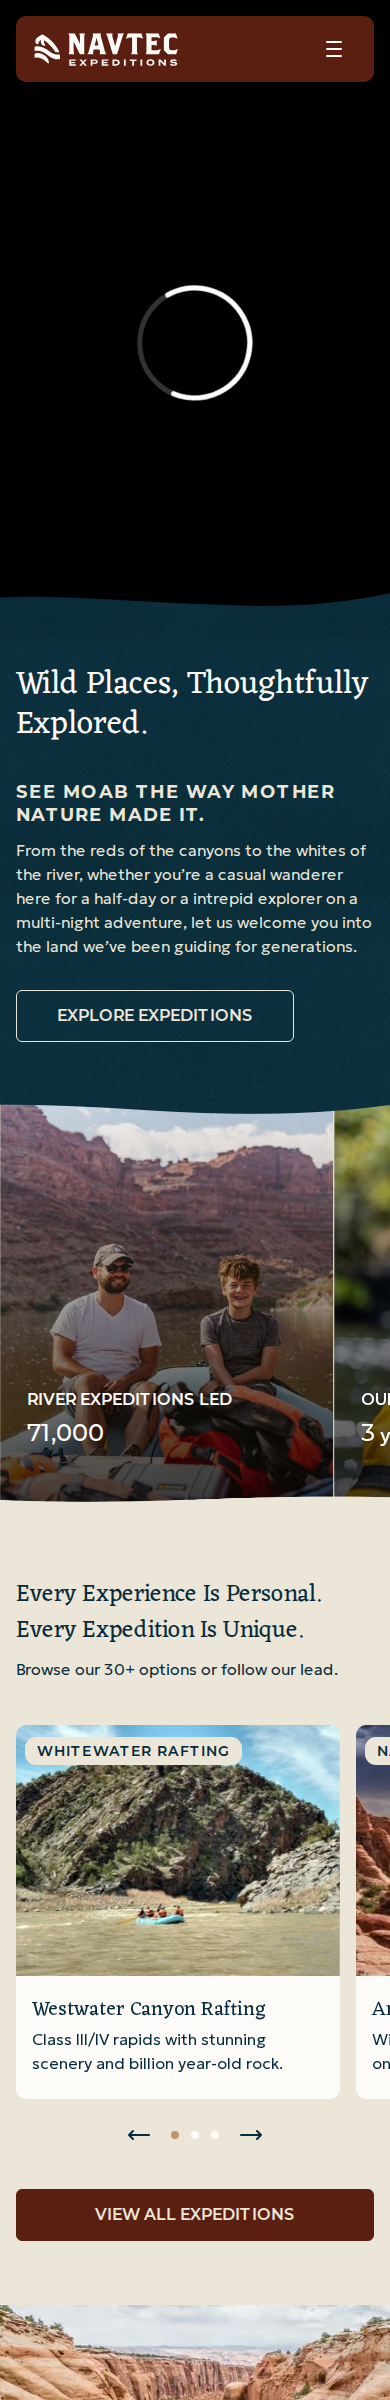 NAVTEC
EXPEDITIONS
Wild Places, Thoughtfully
Explored.
SEE MOAB THE WAY MOTHER
NATURE MADE IT.
From the reds of the canyons to the whites of
the river, whether you’re a casual wanderer
here for a half-day or a intrepid explorer on a
multi-night adventure, let us welcome you into
the land we’ve been guiding for generations.
EXPLORE EXPEDITIONS
RIVER EXPEDITIONS LED
71,000
3 y
Every Experience Is Personal.
Every Expedition Is Unique.
Browse our 30+ options or follow our lead.
WHITEWATER RAFTING
Westwater Canyon Rafting
Class III/IV rapids with stunning
scenery and billion year-old rock.
VIEW ALL EXPEDITIONS